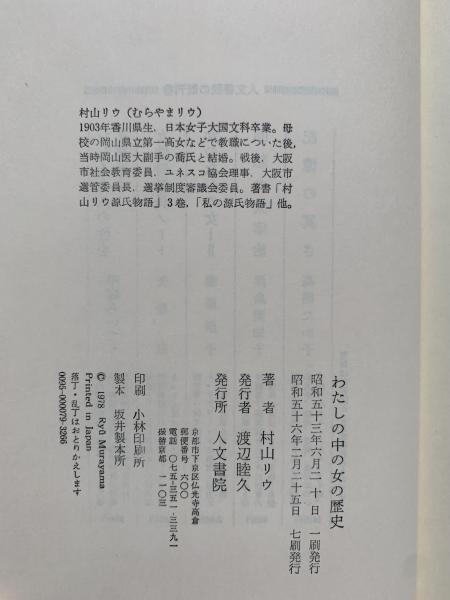 村山リウ（むらやまリウ）
1903年香川県生，日本女子大国文科卒業。母
校の岡山県立第一高女などで教職についた後，
当時岡山医大副手の喬氏と結婚。戦後，大阪
市社会教育委員，ユネスコ協会理事，大阪市
選管委員長，選挙制度審議会委員。著書「村
山リウ源氏物語」3巻，「私の源氏物語」他。
わたしの中の女の歴史
昭和五十三年六月二十日　一刷発行
昭和五十六年二月二十五日　七刷発行
著者　村山リウ
発行者　渡辺睦久
発行所　人文書院
京都市下京区仏光寺高倉
郵便番号　六〇〇
電話　〇七五-三五一-三三九一
振替京都　一一〇三
印刷　小林印刷所
製本　坂井製本所
© 1978 Ryū Murayama
Printed in Japan
落丁・乱丁はおとりかえします
0095-000079-3266